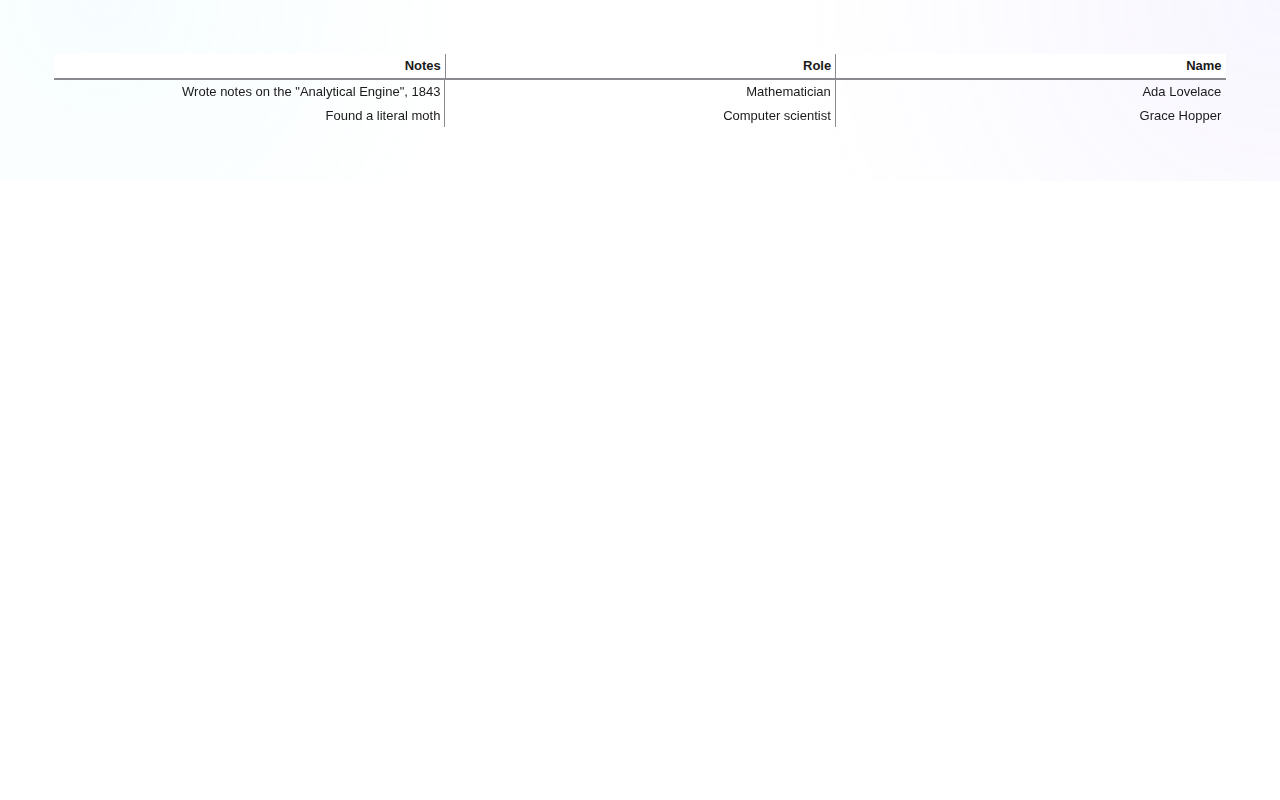 Notes Role Name
Wrote notes on the "Analytical Engine", 1843 Mathematician Ada Lovelace
Found a literal moth Computer scientist Grace Hopper